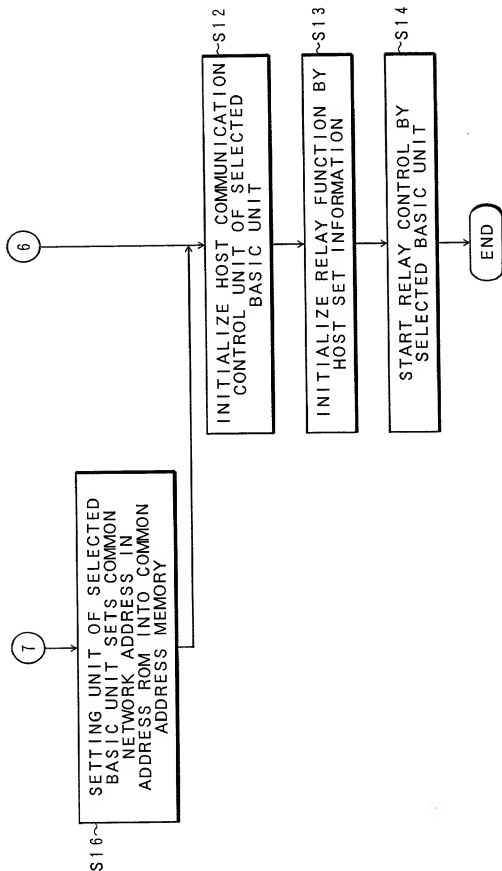 7
6
S16~
SETTING UNIT OF SELECTED
BASIC UNIT SETS COMMON
NETWORK ADDRESS IN
ADDRESS ROM INTO COMMON
ADDRESS MEMORY
INITIALIZE HOST COMMUNICATION
CONTROL UNIT OF SELECTED
BASIC UNIT
~S12
INITIALIZE RELAY FUNCTION BY
HOST SET INFORMATION
~S13
START RELAY CONTROL BY
SELECTED BASIC UNIT
~S14
END